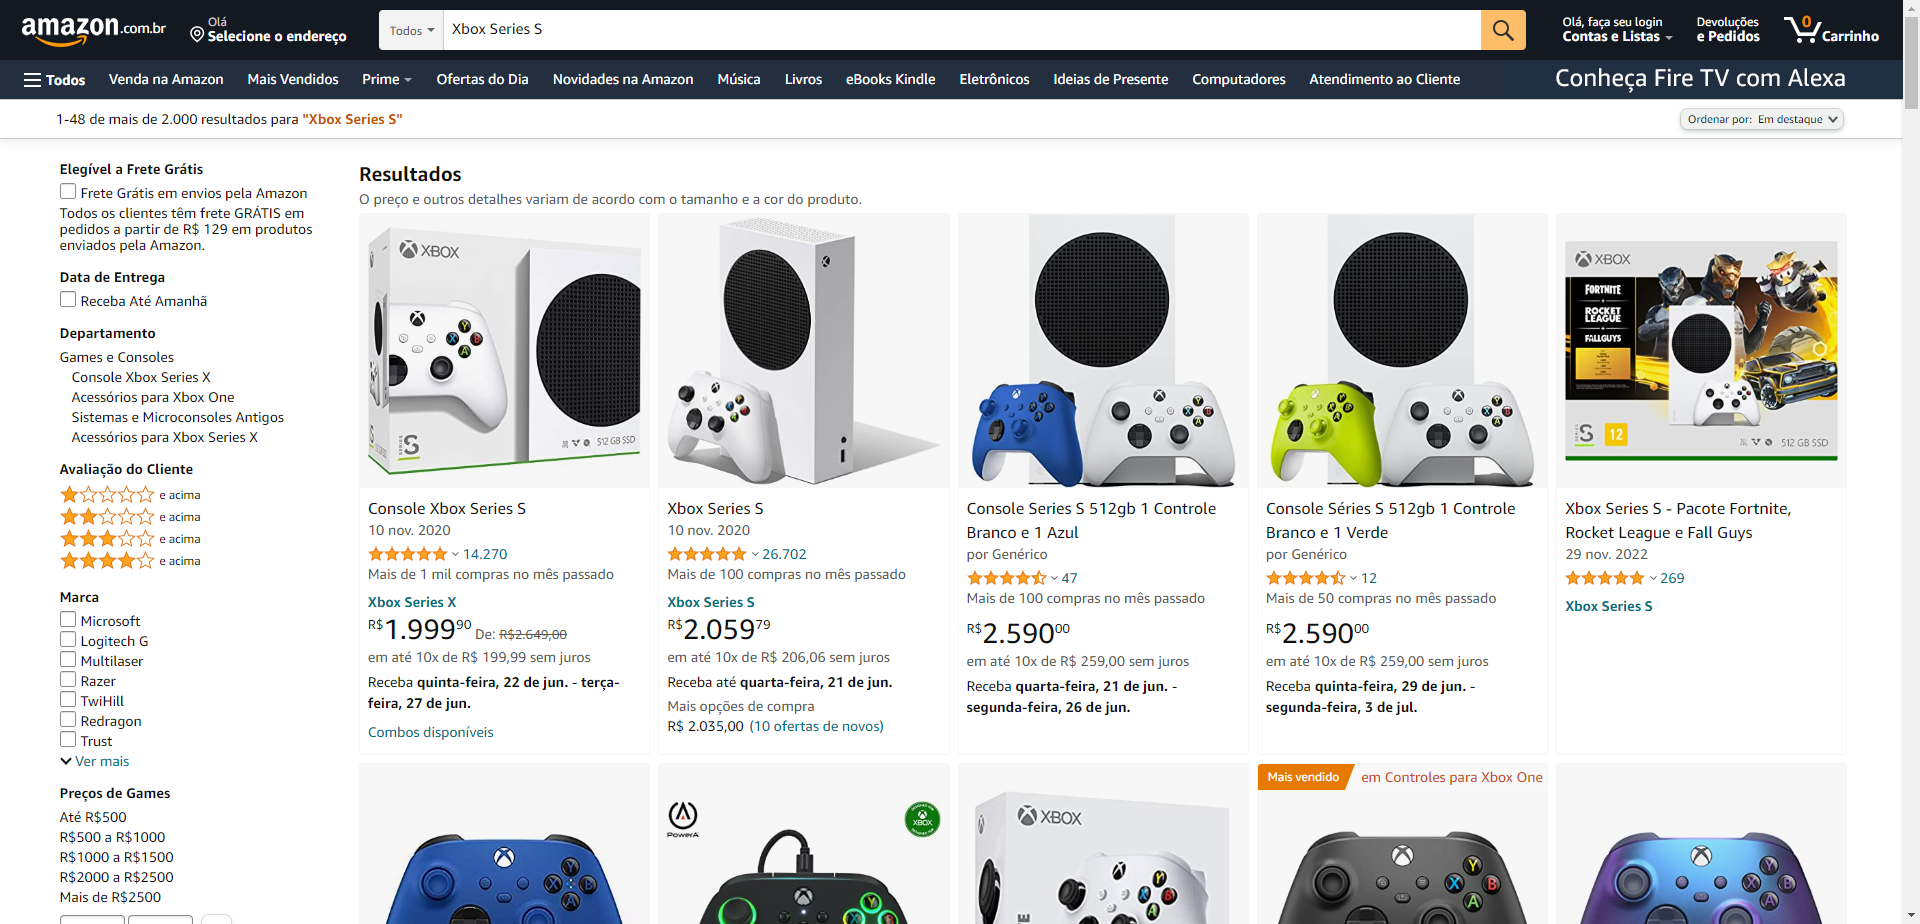 amazon.com.br
Olá
Selecione o endereço
Todos
Xbox Series S
Olá, faça seu login
Contas e Listas
Devoluções
e Pedidos
0
Carrinho
Todos
Venda na Amazon
Mais Vendidos
Prime
Ofertas do Dia
Novidades na Amazon
Música
Livros
eBooks Kindle
Eletrônicos
Ideias de Presente
Computadores
Atendimento ao Cliente
Conheça Fire TV com Alexa
1-48 de mais de 2.000 resultados para "Xbox Series S"
Ordenar por: Em destaque
Elegível a Frete Grátis
Frete Grátis em envios pela Amazon
Todos os clientes têm frete GRÁTIS em
pedidos a partir de R$ 129 em produtos
enviados pela Amazon.
Data de Entrega
Receba Até Amanhã
Departamento
Games e Consoles
Console Xbox Series X
Acessórios para Xbox One
Sistemas e Microconsoles Antigos
Acessórios para Xbox Series X
Avaliação do Cliente
e acima
e acima
e acima
e acima
Marca
Microsoft
Logitech G
Multilaser
Razer
TwiHill
Redragon
Trust
Ver mais
Preços de Games
Até R$500
R$500 a R$1000
R$1000 a R$1500
R$2000 a R$2500
Mais de R$2500
Resultados
O preço e outros detalhes variam de acordo com o tamanho e a cor do produto.
XBOX
SERIES S
512 GB SSD
Console Xbox Series S
10 nov. 2020
14.270
Mais de 1 mil compras no mês passado
Xbox Series X
R$1.99990 De: R$2.649,00
em até 10x de R$ 199,99 sem juros
Receba quinta-feira, 22 de jun. - terça-
feira, 27 de jun.
Combos disponíveis
Xbox Series S
10 nov. 2020
26.702
Mais de 100 compras no mês passado
Xbox Series S
R$2.05979
em até 10x de R$ 206,06 sem juros
Receba até quarta-feira, 21 de jun.
Mais opções de compra
R$ 2.035,00 (10 ofertas de novos)
Console Series S 512gb 1 Controle
Branco e 1 Azul
por Genérico
47
Mais de 100 compras no mês passado
R$2.59000
em até 10x de R$ 259,00 sem juros
Receba quarta-feira, 21 de jun. -
segunda-feira, 26 de jun.
Console Séries S 512gb 1 Controle
Branco e 1 Verde
por Genérico
12
Mais de 50 compras no mês passado
R$2.59000
em até 10x de R$ 259,00 sem juros
Receba quinta-feira, 29 de jun. -
segunda-feira, 3 de jul.
XBOX
FORTNITE
ROCKET
LEAGUE
FALL GUYS
SERIES S
12
512 GB SSD
Xbox Series S - Pacote Fortnite,
Rocket League e Fall Guys
29 nov. 2022
269
Xbox Series S
PowerA
XBOX
XBOX
Mais vendido
em Controles para Xbox One